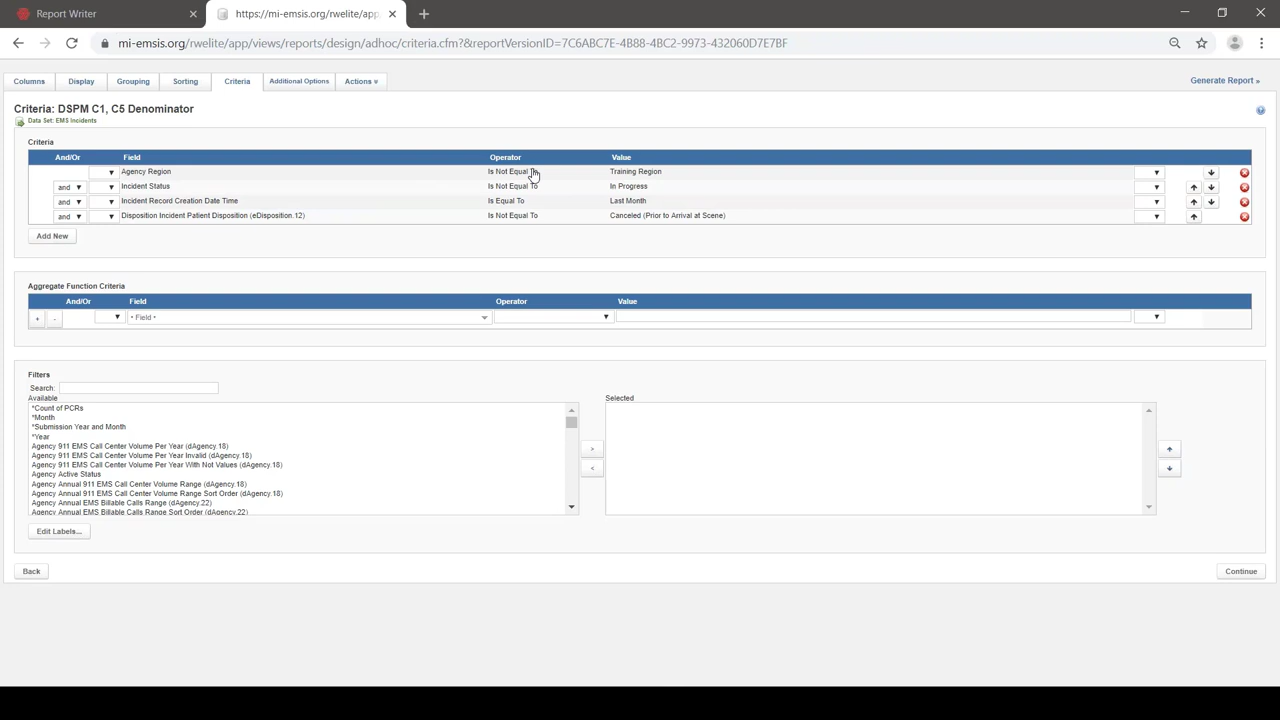 Report Writer
https://mi-emsis.org/rwelite/app
mi-emsis.org/rwelite/app/views/reports/design/adhoc/criteria.cfm?&reportVersionID=7C6ABC7E-4B88-4BC2-9973-432060D7E7BF
Columns Display Grouping Sorting Criteria Additional Options Actions Generate Report »
Criteria: DSPM C1, C5 Denominator
Data Set: EMS Incidents
Criteria
And/Or Field Operator Value
Agency Region Is Not Equal To Training Region
and Incident Status Is Not Equal To In Progress
and Incident Record Creation Date Time Is Equal To Last Month
and Disposition Incident Patient Disposition (eDisposition.12) Is Not Equal To Canceled (Prior to Arrival at Scene)
Add New
Aggregate Function Criteria
And/Or Field Operator Value
+ - • Field •
Filters
Search:
Available Selected
*Count of PCRs
*Month
*Submission Year and Month
*Year
Agency 911 EMS Call Center Volume Per Year (dAgency.18)
Agency 911 EMS Call Center Volume Per Year Invalid (dAgency.18)
Agency 911 EMS Call Center Volume Per Year With Not Values (dAgency.18)
Agency Active Status
Agency Annual 911 EMS Call Center Volume Range (dAgency.18)
Agency Annual 911 EMS Call Center Volume Range Sort Order (dAgency.18)
Agency Annual EMS Billable Calls Range (dAgency.22)
Agency Annual EMS Billable Calls Range Sort Order (dAgency.22)
> 
<
Edit Labels...
Back Continue